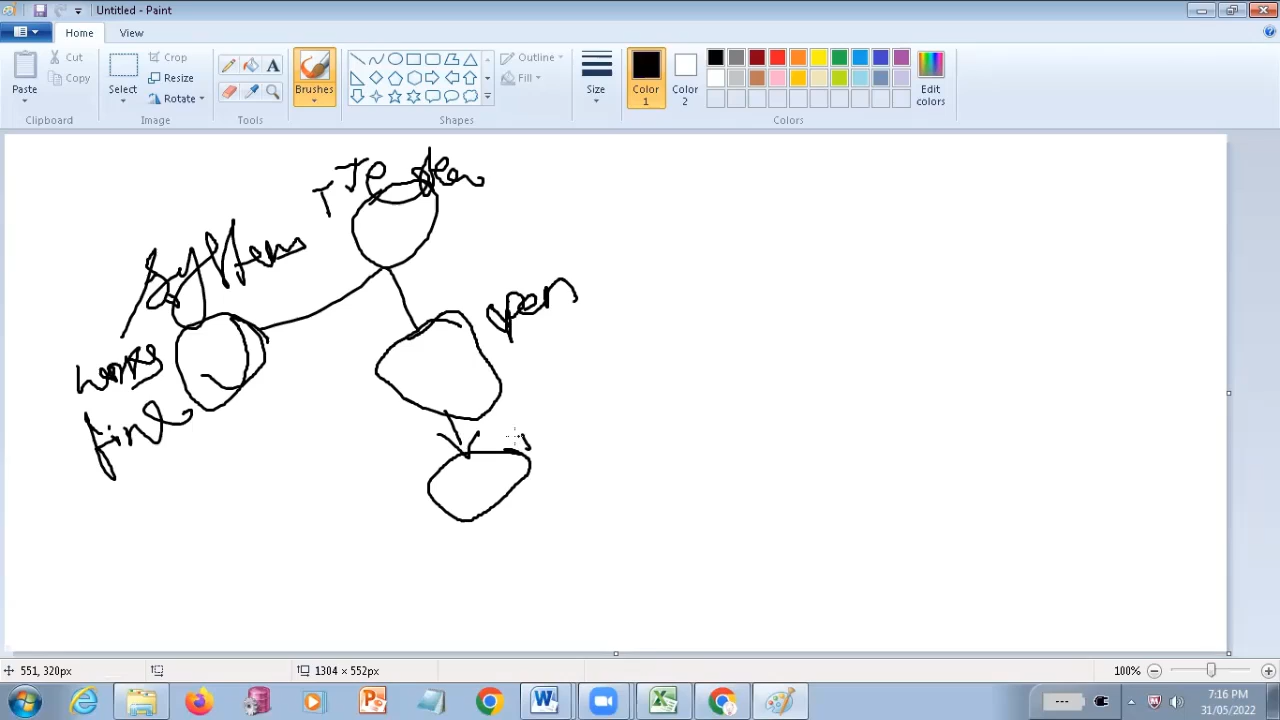 Untitled - Paint
Home View
Paste
Cut
Copy
Clipboard
Select
Crop
Resize
Rotate
Image
A
Tools
Brushes
Shapes
Outline
Fill
Size
Color
1
Color
2
Edit
colors
Colors
works
fine
open
551, 320px
1304 × 552px
100%
7:16 PM
31/05/2022